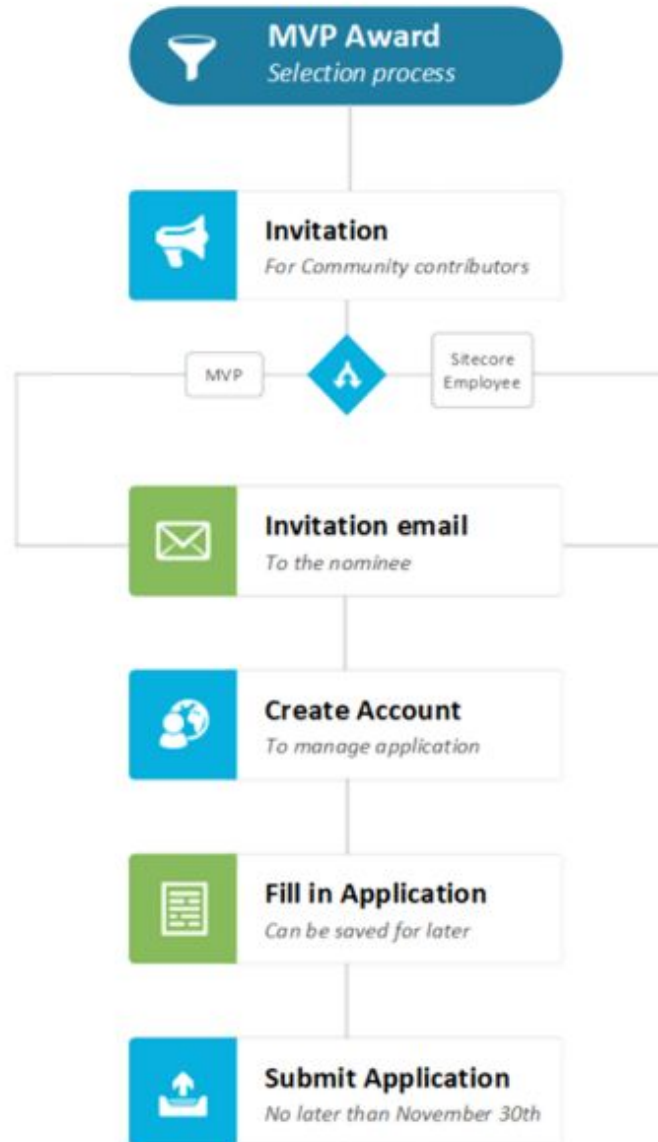 MVP Award
Selection process
Invitation
For Community contributors
MVP
Sitecore
Employee
Invitation email
To the nominee
Create Account
To manage application
Fill in Application
Can be saved for later
Submit Application
No later than November 30th